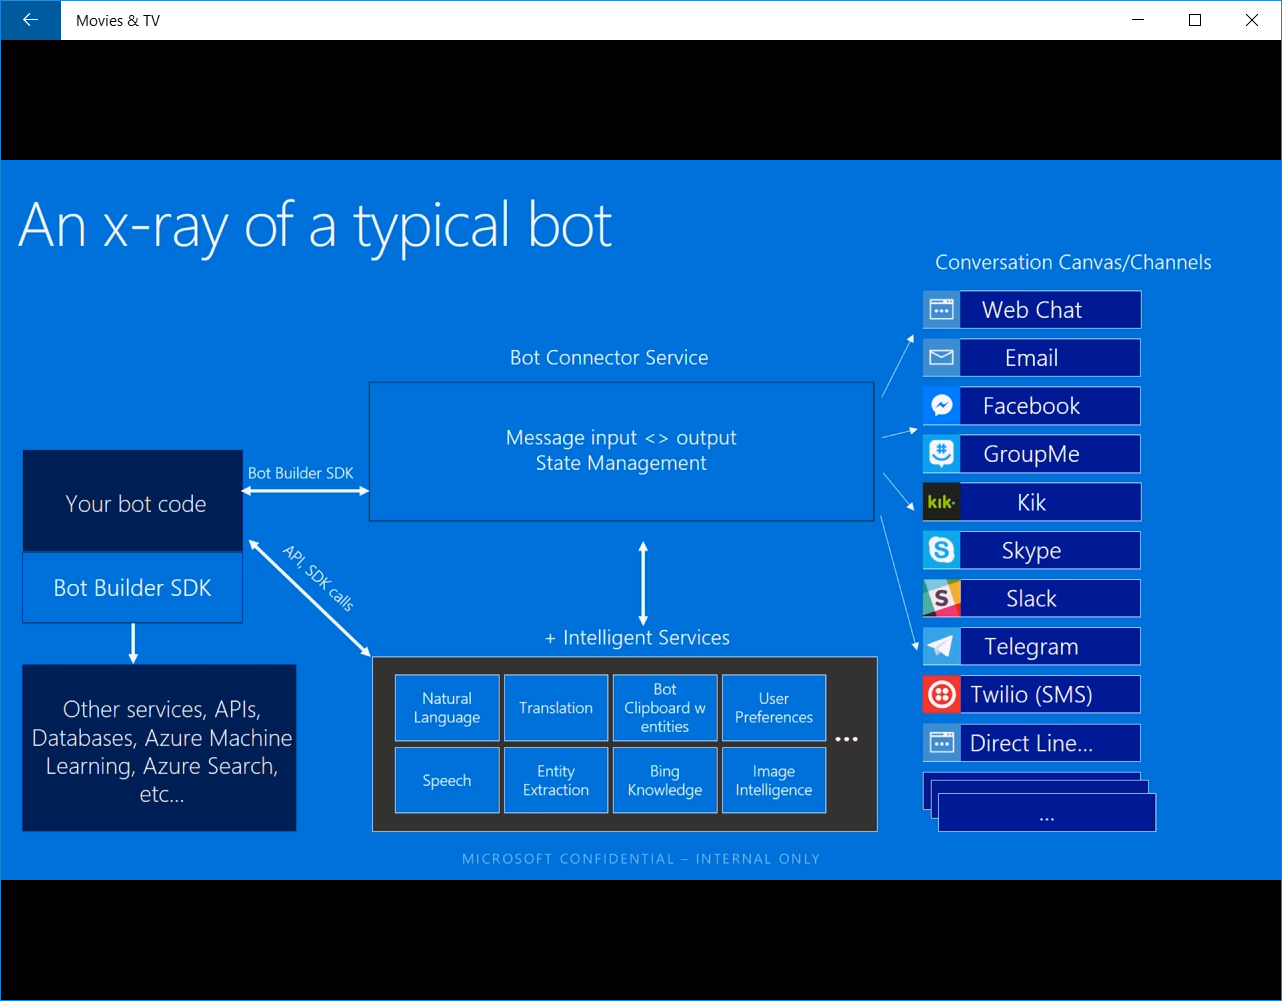 Movies & TV
An x-ray of a typical bot
Conversation Canvas/Channels
Web Chat
Email
Facebook
GroupMe
kik.
Kik
Skype
Slack
Telegram
Twilio (SMS)
Direct Line...
...
Bot Connector Service
Message input <> output
State Management
Your bot code
Bot Builder SDK
Bot Builder SDK
API, SDK calls
Other services, APIs,
Databases, Azure Machine
Learning, Azure Search,
etc...
+ Intelligent Services
Natural
Language
Translation
Bot
Clipboard w
entities
User
Preferences
...
Speech
Entity
Extraction
Bing
Knowledge
Image
Intelligence
MICROSOFT CONFIDENTIAL – INTERNAL ONLY